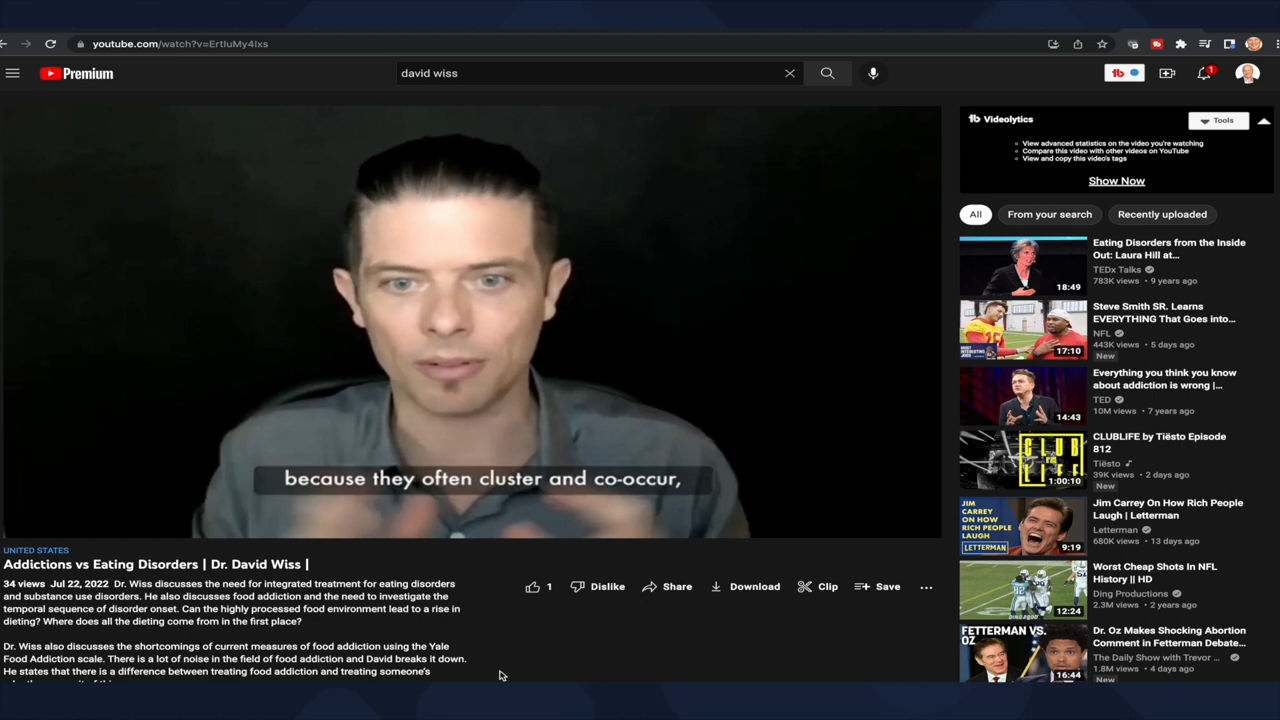 youtube.com/watch?v=ErtIuMy4Ixs
Premium
david wiss
1
tb
tb Videolytics
Tools
View advanced statistics on the video you're watching
Compare this video with other videos on YouTube
View and copy this video's tags
Show Now
All
From your search
Recently uploaded
because they often cluster and co-occur,
UNITED STATES
Addictions vs Eating Disorders | Dr. David Wiss |
34 views Jul 22, 2022 Dr. Wiss discusses the need for integrated treatment for eating disorders
and substance use disorders. He also discusses food addiction and the need to investigate the
temporal sequence of disorder onset. Can the highly processed food environment lead to a rise in
dieting? Where does all the dieting come from in the first place?
Dr. Wiss also discusses the shortcomings of current measures of food addiction using the Yale
Food Addiction scale. There is a lot of noise in the field of food addiction and David breaks it down.
He states that there is a difference between treating food addiction and treating someone's
1
Dislike
Share
Download
Clip
Save
18:49
Eating Disorders from the Inside
Out: Laura Hill at...
TEDx Talks
783K views • 9 years ago
17:10
Steve Smith SR. Learns
EVERYTHING That Goes into...
NFL
443K views • 5 days ago
New
14:43
Everything you think you know
about addiction is wrong |...
TED
10M views • 7 years ago
CLUB
LIFE
1:00:10
CLUBLIFE by Tiësto Episode
812
Tiësto
39K views • 2 days ago
New
JIM
CARREY
ON HOW
RICH PEOPLE
LAUGH
LETTERMAN
9:19
Jim Carrey On How Rich People
Laugh | Letterman
Letterman
680K views • 13 days ago
12:24
Worst Cheap Shots In NFL
History || HD
Ding Productions
2.3M views • 2 years ago
FETTERMAN VS.
OZ
16:44
Dr. Oz Makes Shocking Abortion
Comment in Fetterman Debate...
The Daily Show with Trevor ...
1.8M views • 4 days ago
New